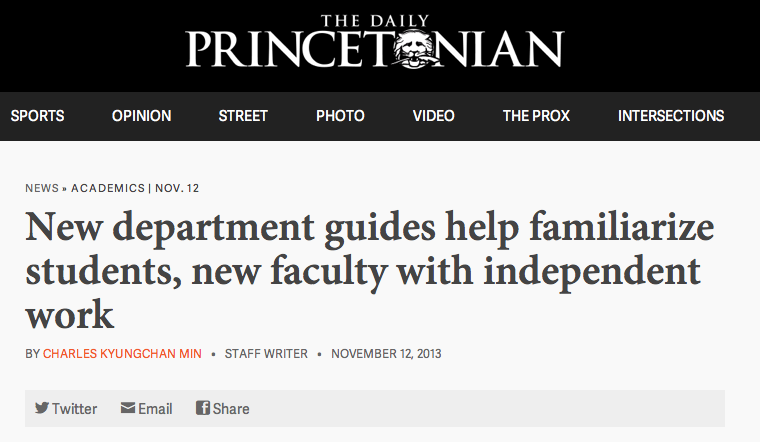 THE DAILY
PRINCETONIAN
SPORTS OPINION STREET PHOTO VIDEO THE PROX INTERSECTIONS
NEWS » ACADEMICS | NOV. 12
New department guides help familiarize
students, new faculty with independent
work
BY CHARLES KYUNGCHAN MIN • STAFF WRITER • NOVEMBER 12, 2013
Twitter Email Share